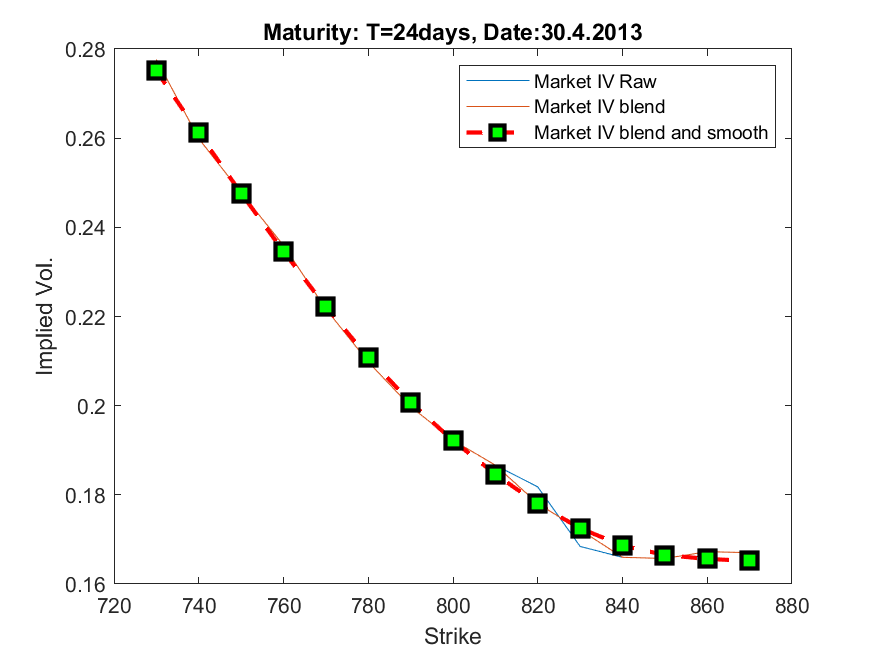 Maturity: T=24days, Date:30.4.2013
0.28
0.26
0.24
0.22
0.2
0.18
0.16
Implied Vol.
Market IV Raw
Market IV blend
Market IV blend and smooth
720 740 760 780 800 820 840 860 880
Strike